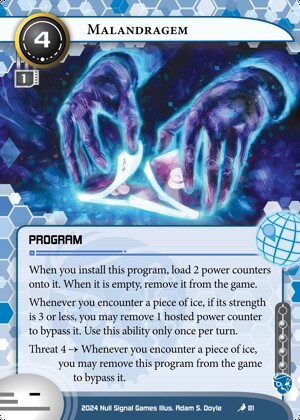 4
MALANDRAGEM
1
PROGRAM
When you install this program, load 2 power counters
onto it. When it is empty, remove it from the game.
Whenever you encounter a piece of ice, if its strength
is 3 or less, you may remove 1 hosted power counter
to bypass it. Use this ability only once per turn.
Threat 4 → Whenever you encounter a piece of ice,
you may remove this program from the game
to bypass it.
-
2024 Null Signal Games Illus. Adam S. Doyle
81